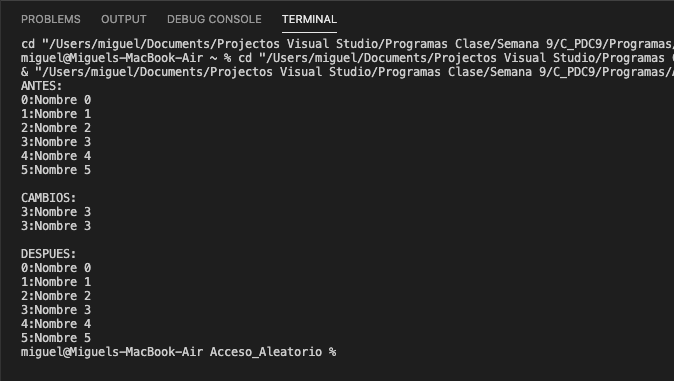 PROBLEMS OUTPUT DEBUG CONSOLE TERMINAL
cd "/Users/miguel/Documents/Projectos Visual Studio/Programas Clase/Semana 9/C_PDC9/Programas/
miguel@Miguels-MacBook-Air ~ % cd "/Users/miguel/Documents/Projectos Visual Studio/Programas
& "/Users/miguel/Documents/Projectos Visual Studio/Programas Clase/Semana 9/C_PDC9/Programas/
ANTES:
0:Nombre 0
1:Nombre 1
2:Nombre 2
3:Nombre 3
4:Nombre 4
5:Nombre 5
CAMBIOS:
3:Nombre 3
3:Nombre 3
DESPUES:
0:Nombre 0
1:Nombre 1
2:Nombre 2
3:Nombre 3
4:Nombre 4
5:Nombre 5
miguel@Miguels-MacBook-Air Acceso_Aleatorio %